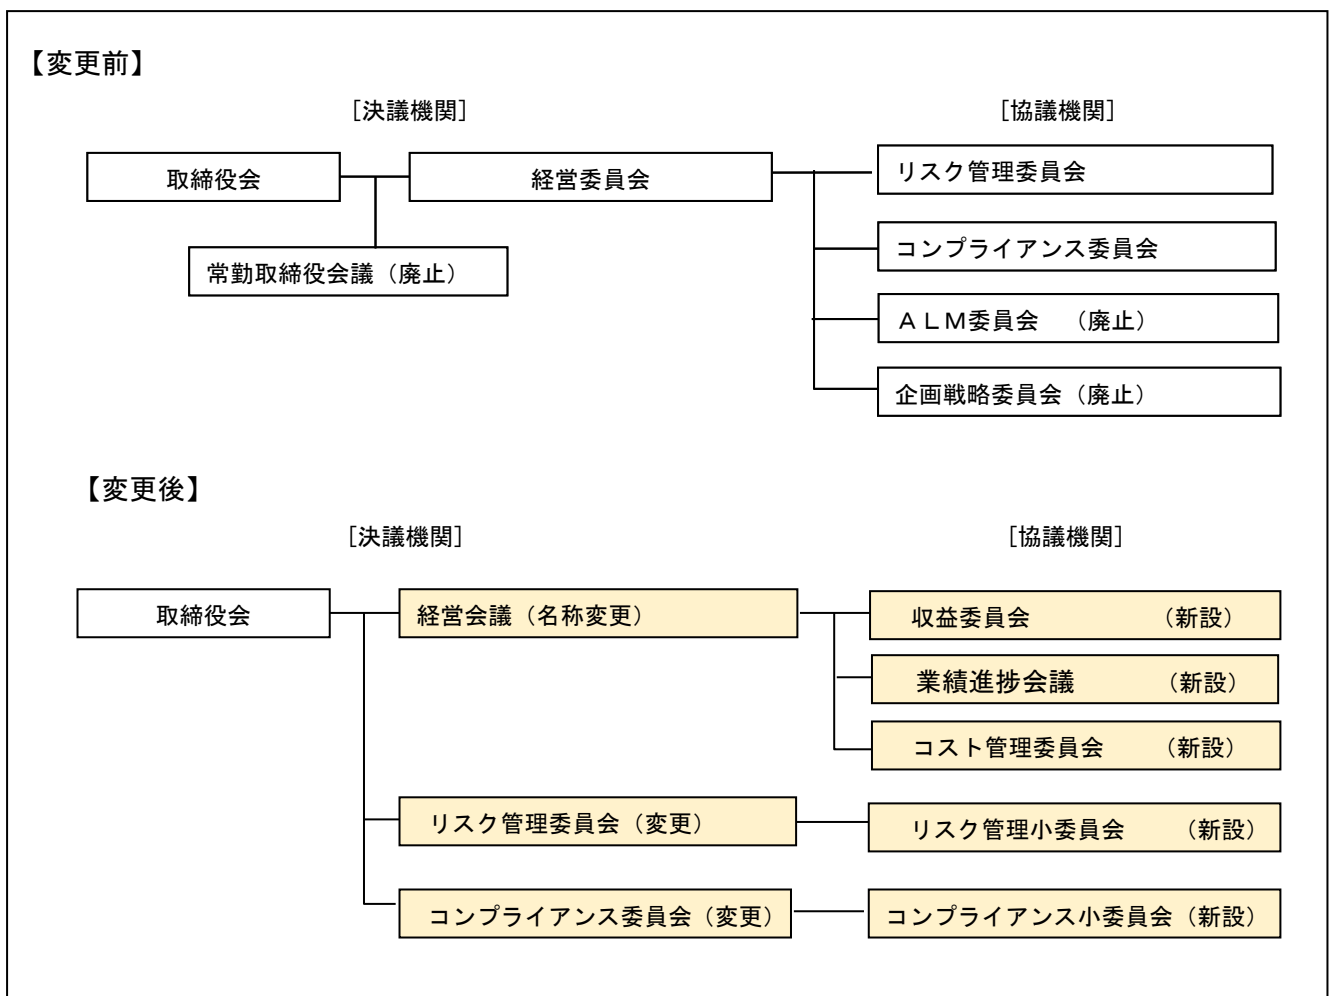 【変更前】
［決議機関］ ［協議機関］
取締役会 経営委員会 リスク管理委員会
コンプライアンス委員会
常勤取締役会議（廃止）
ＡＬＭ委員会 （廃止）
企画戦略委員会（廃止）
【変更後】
［決議機関］ ［協議機関］
取締役会 経営会議（名称変更） 収益委員会 （新設）
業績進捗会議 （新設）
コスト管理委員会 （新設）
リスク管理委員会（変更） リスク管理小委員会 （新設）
コンプライアンス委員会（変更） コンプライアンス小委員会（新設）